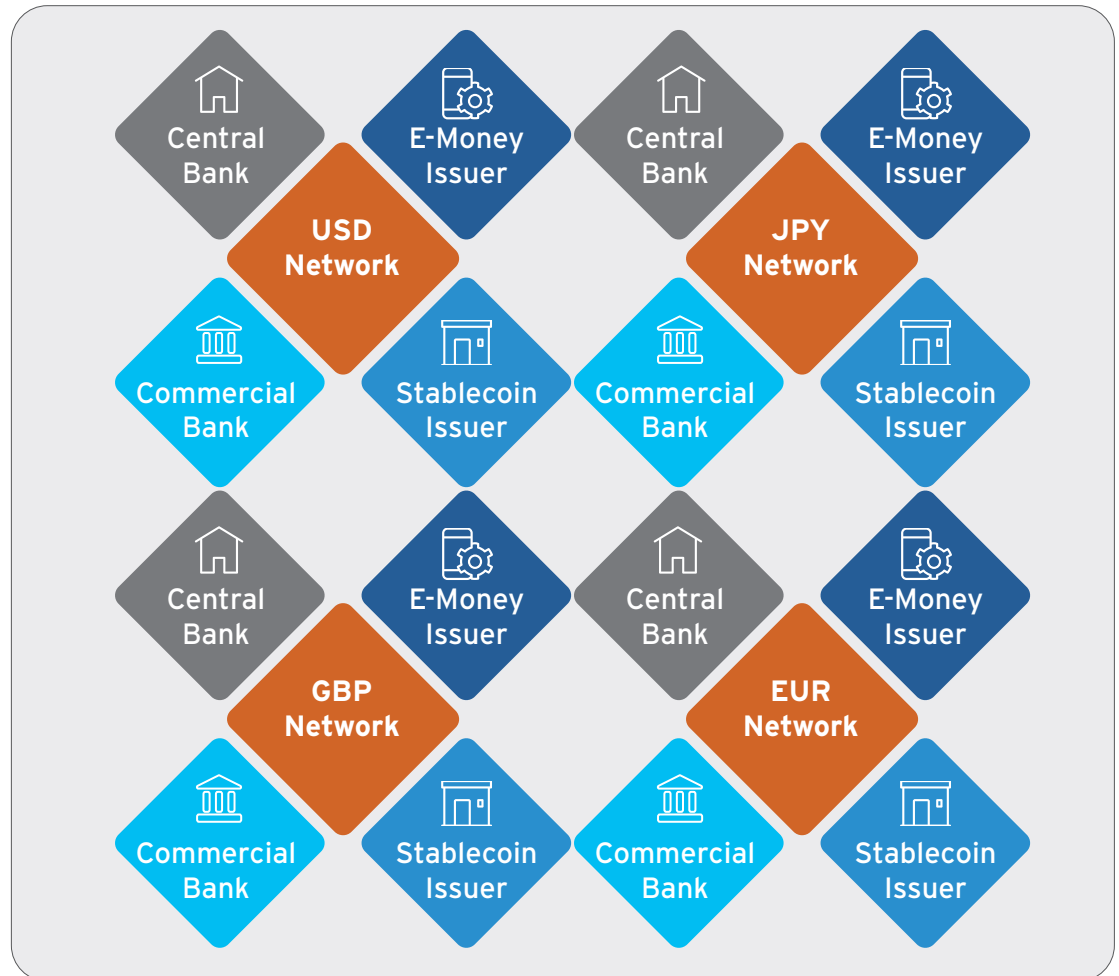 Central
Bank
E-Money
Issuer
Central
Bank
E-Money
Issuer
USD
Network
JPY
Network
Commercial
Bank
Stablecoin
Issuer
Commercial
Bank
Stablecoin
Issuer
Central
Bank
E-Money
Issuer
Central
Bank
E-Money
Issuer
GBP
Network
EUR
Network
Commercial
Bank
Stablecoin
Issuer
Commercial
Bank
Stablecoin
Issuer